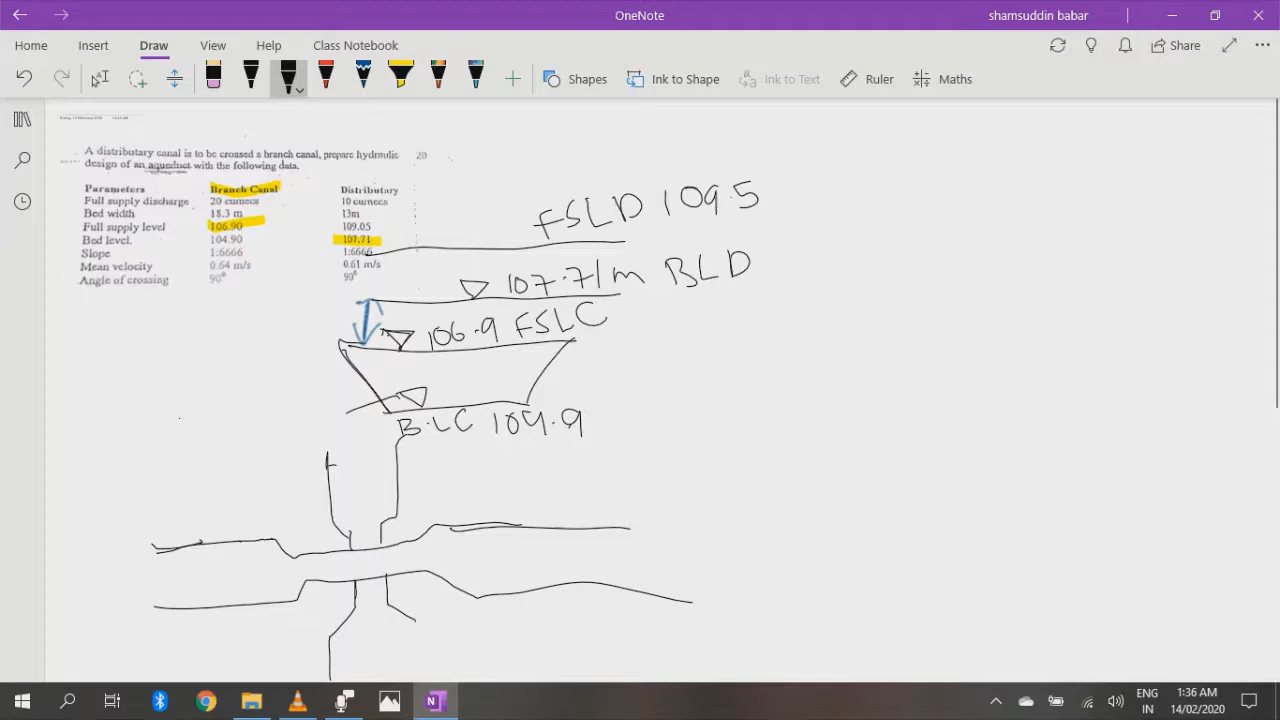 OneNote
shamsuddin babar
Home Insert Draw View Help Class Notebook
Share
Shapes Ink to Shape Ink to Text Ruler Maths
A distributary canal is to be crossed a branch canal, prepare hydraulic 20
design of an aqueduct with the following data.
Parameters Branch Canal Distributary
Full supply discharge 20 cumecs 10 cumecs
Bed width 18.3 m 13m
Full supply level 106.90 109.05
Bed level. 104.90 107.71
Slope 1:6666 1:6666
Mean velocity 0.64 m/s 0.61 m/s
Angle of crossing 90⁰ 90⁰
FSLD 109.5
107.71m BLD
106.9 FSLC
B.LC 104.9
ENG
IN
1:36 AM
14/02/2020